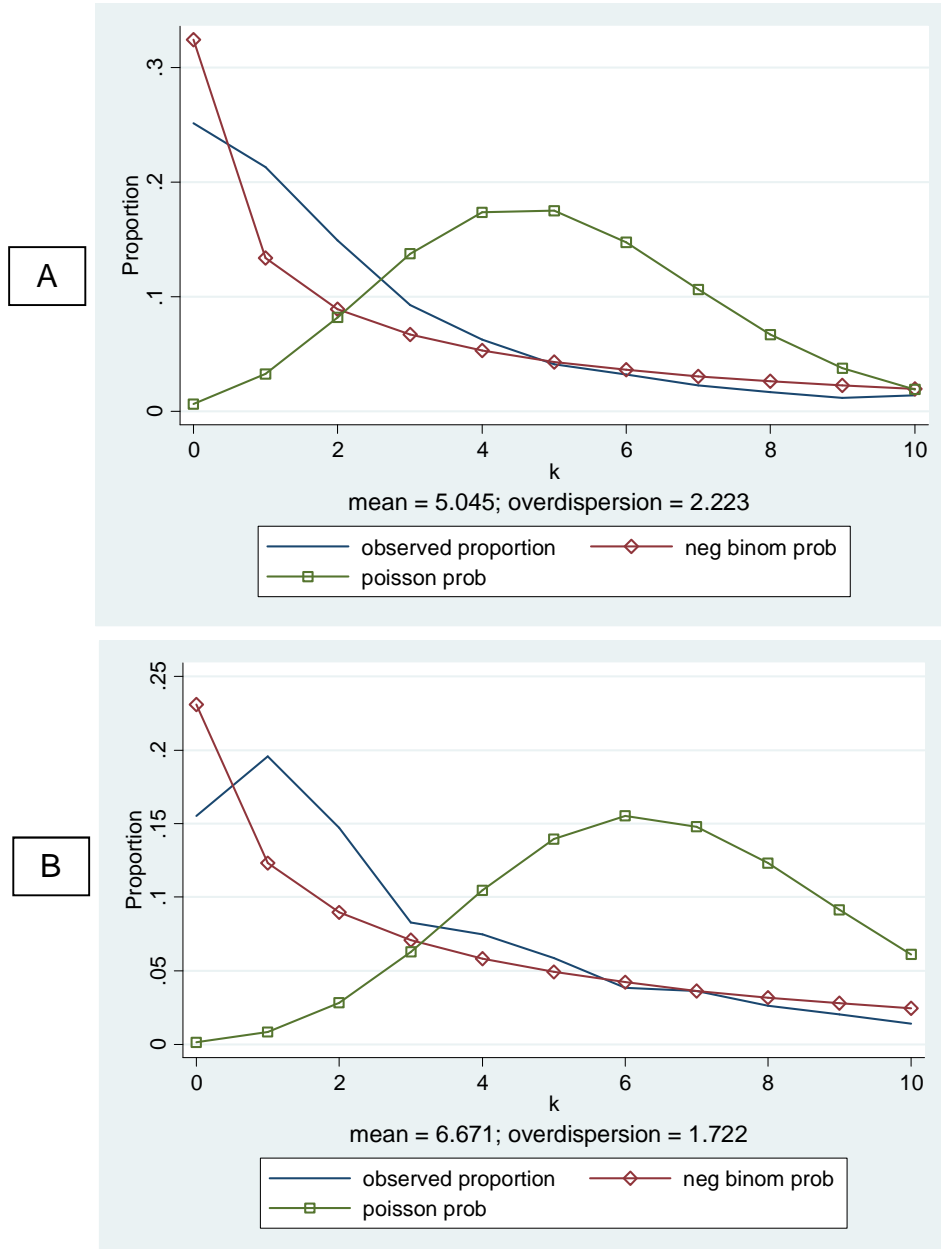 A
Proportion
.3
.2
.1
0
0 2 4 6 8 10
k
mean = 5.045; overdispersion = 2.223
observed proportion neg binom prob
poisson prob
B
Proportion
.25
.2
.15
.1
.05
0
0 2 4 6 8 10
k
mean = 6.671; overdispersion = 1.722
observed proportion neg binom prob
poisson prob